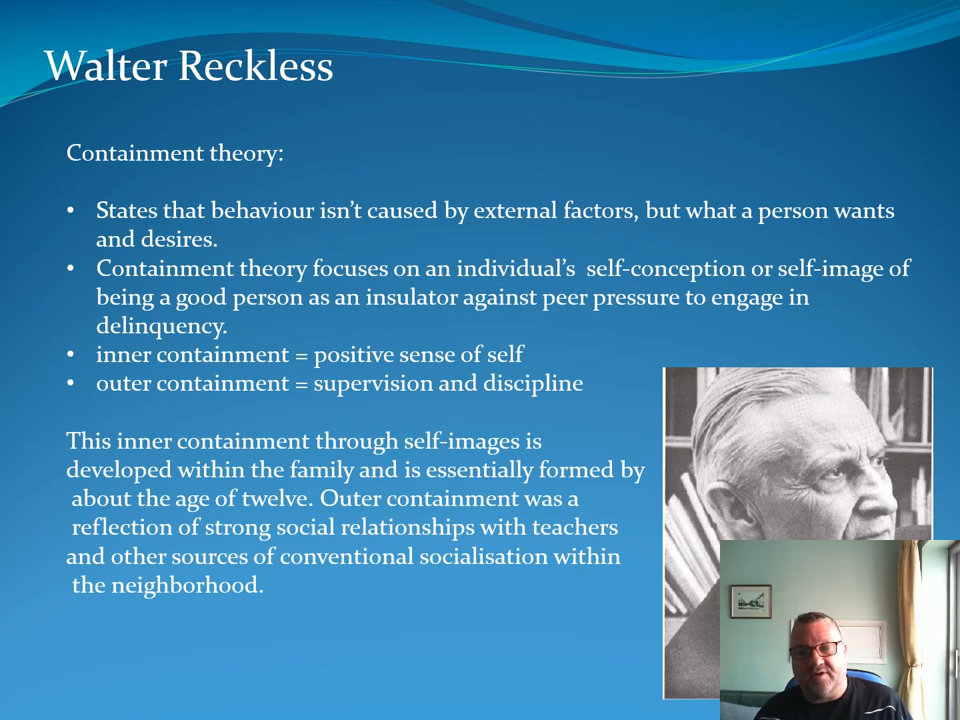 Walter Reckless
Containment theory:
• States that behaviour isn't caused by external factors, but what a person wants
and desires.
• Containment theory focuses on an individual's  self-conception or self-image of
being a good person as an insulator against peer pressure to engage in
delinquency.
• inner containment = positive sense of self
• outer containment = supervision and discipline
This inner containment through self-images is
developed within the family and is essentially formed by
about the age of twelve. Outer containment was a
reflection of strong social relationships with teachers
and other sources of conventional socialisation within
the neighborhood.